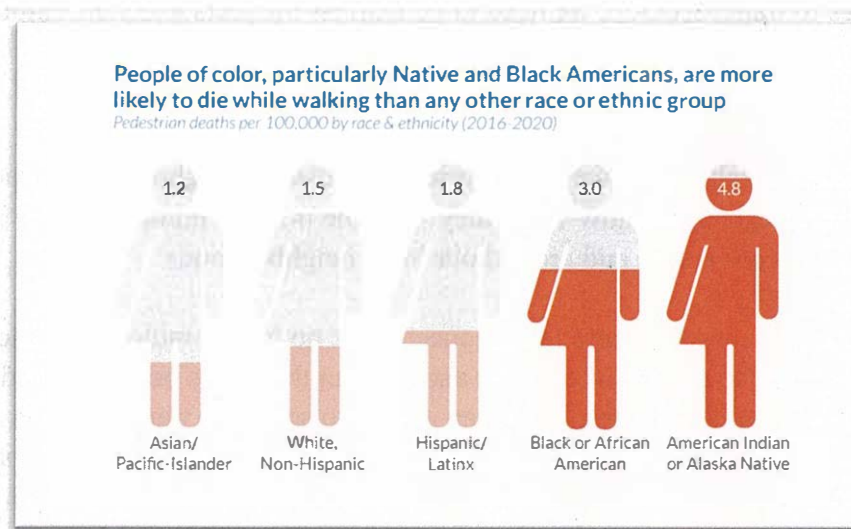 People of color, particularly Native and Black Americans, are more
likely to die while walking than any other race or ethnic group
Pedestrian deaths per 100,000 by race & ethnicity (2016-2020)
1.2
1.5
1.8
3.0
4.8
Asian/
Pacific-Islander
White,
Non-Hispanic
Hispanic/
Latinx
Black or African
American
American Indian
or Alaska Native